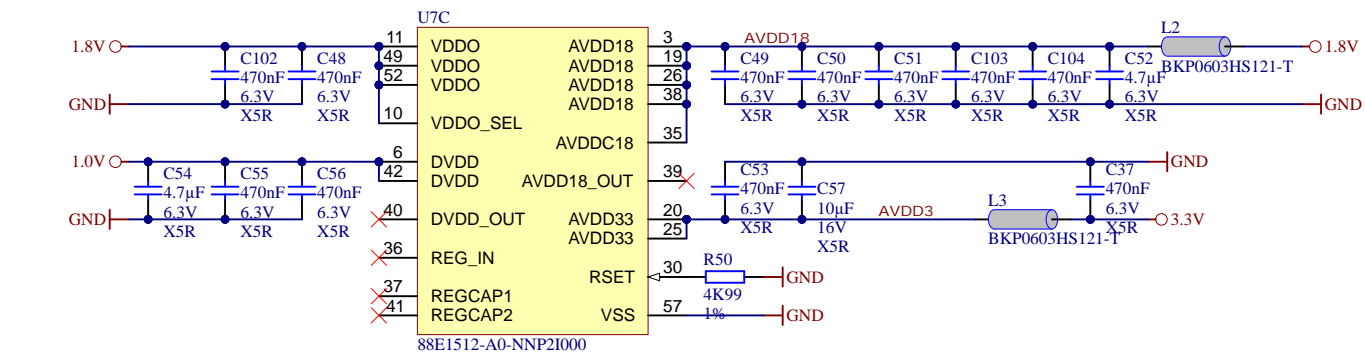 U7C
1.8V
C102
470nF
6.3V
X5R
C48
470nF
6.3V
X5R
GND
11
VDDO
49
VDDO
52
VDDO
10
VDDO_SEL
1.0V
C54
4.7µF
6.3V
X5R
C55
470nF
6.3V
X5R
C56
470nF
6.3V
X5R
GND
6
DVDD
42
DVDD
40
DVDD_OUT
36
REG_IN
37
REGCAP1
41
REGCAP2
AVDD18
3
AVDD18
19
AVDD18
26
AVDD18
38
AVDDC18
35
AVDD18_OUT
39
AVDD33
20
AVDD33
25
RSET
30
VSS
57
88E1512-A0-NNP2I000
AVDD18
C49
470nF
6.3V
X5R
C50
470nF
6.3V
X5R
C51
470nF
6.3V
X5R
C103
470nF
6.3V
X5R
C104
470nF
6.3V
X5R
C52
4.7µF
6.3V
X5R
L2
BKP0603HS121-T
1.8V
GND
C53
470nF
6.3V
X5R
C57
10µF
16V
X5R
AVDD3
L3
BKP0603HS121-T
C37
470nF
6.3V
X5R
GND
3.3V
R50
4K99
1%
GND
GND